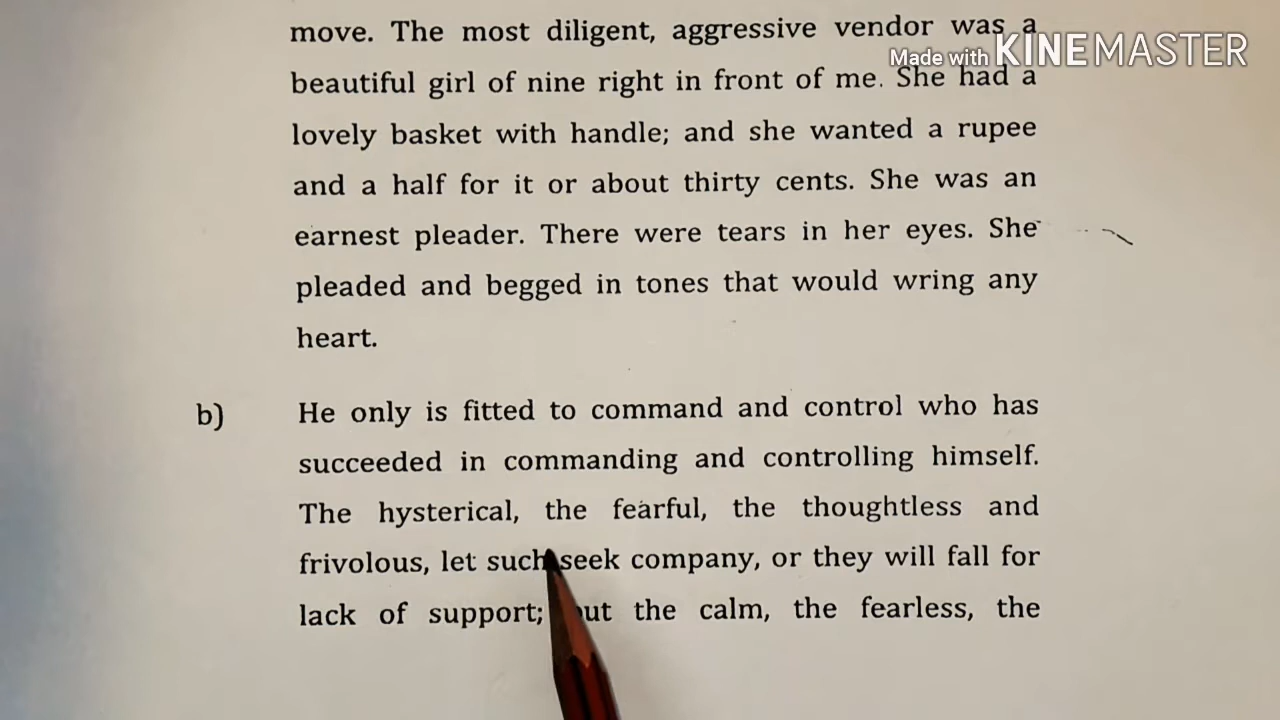 move. The most diligent, aggressive vendor was a
Made with KINEMASTER
beautiful girl of nine right in front of me. She had a
lovely basket with handle; and she wanted a rupee
and a half for it or about thirty cents. She was an
earnest pleader. There were tears in her eyes. She
pleaded and begged in tones that would wring any
heart.
b) He only is fitted to command and control who has
succeeded in commanding and controlling himself.
The hysterical, the fearful, the thoughtless and
frivolous, let such seek company, or they will fall for
lack of support; but the calm, the fearless, the